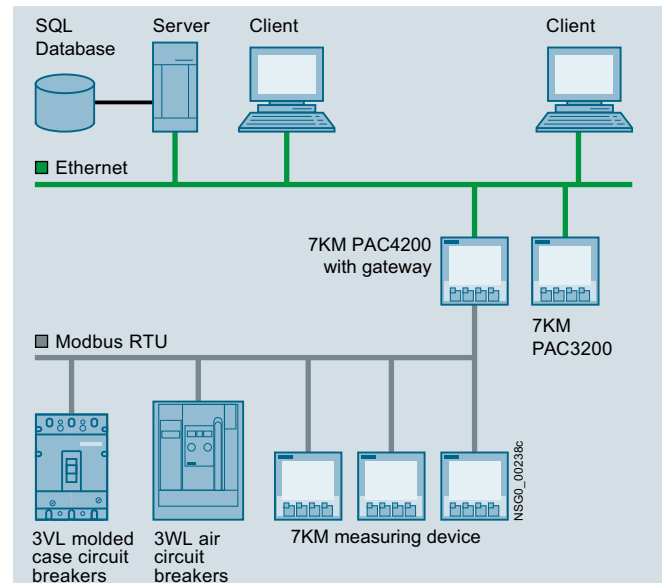 SQL
Database
Server
Client
Client
Ethernet
7KM PAC4200
with gateway
7KM
PAC3200
Modbus RTU
3VL molded
case circuit
breakers
3WL air
circuit
breakers
7KM measuring device
NSG0_00238c